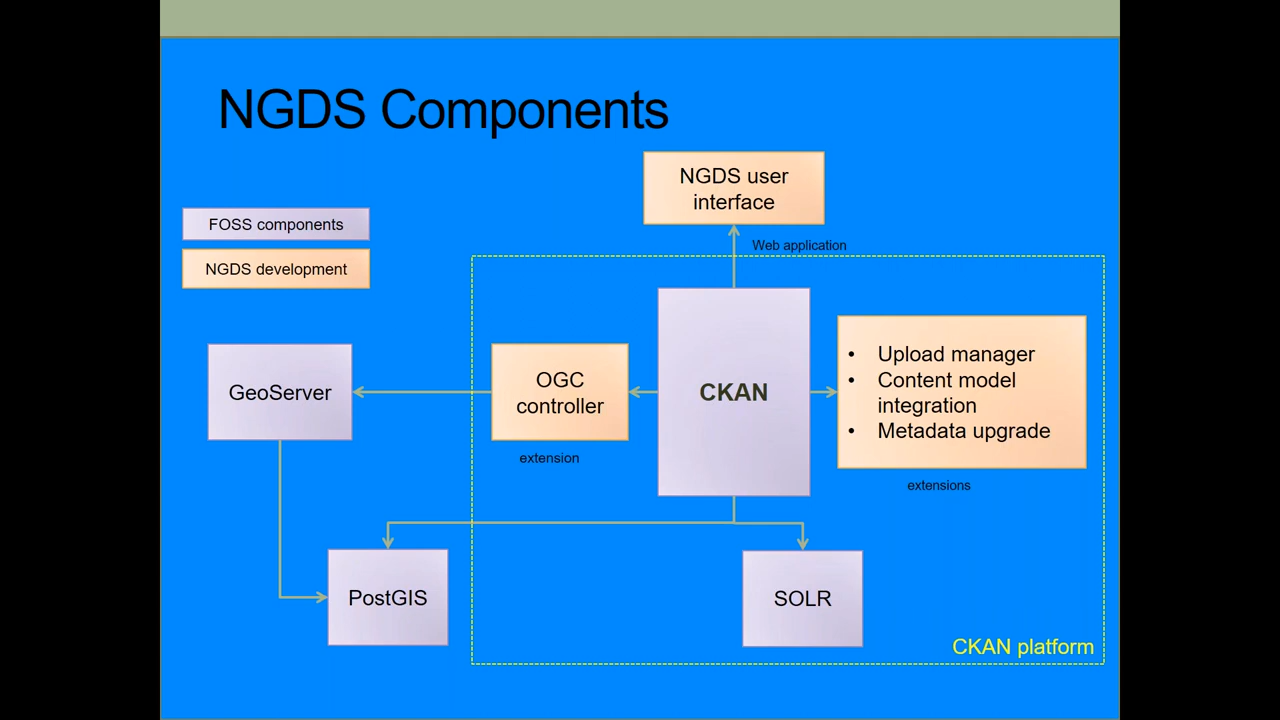 NGDS Components
NGDS user
interface
FOSS components
Web application
NGDS development
GeoServer
OGC
controller
extension
CKAN
• Upload manager
• Content model
integration
• Metadata upgrade
extensions
PostGIS
SOLR
CKAN platform